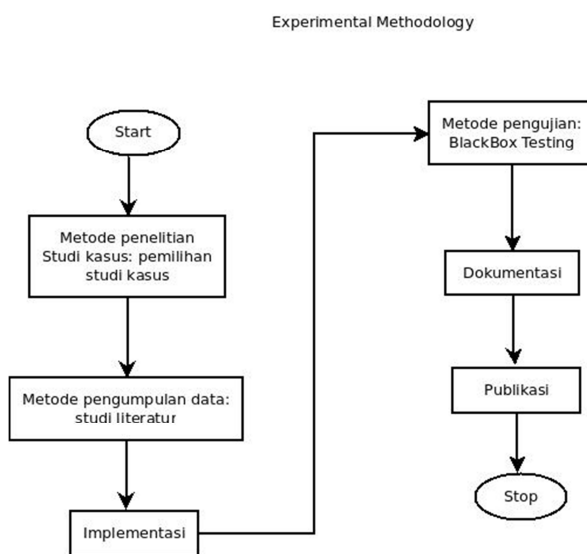 Experimental Methodology
Start
Metode penelitian
Studi kasus: pemilihan
studi kasus
Metode pengumpulan data:
studi literatur
Implementasi
Metode pengujian:
BlackBox Testing
Dokumentasi
Publikasi
Stop